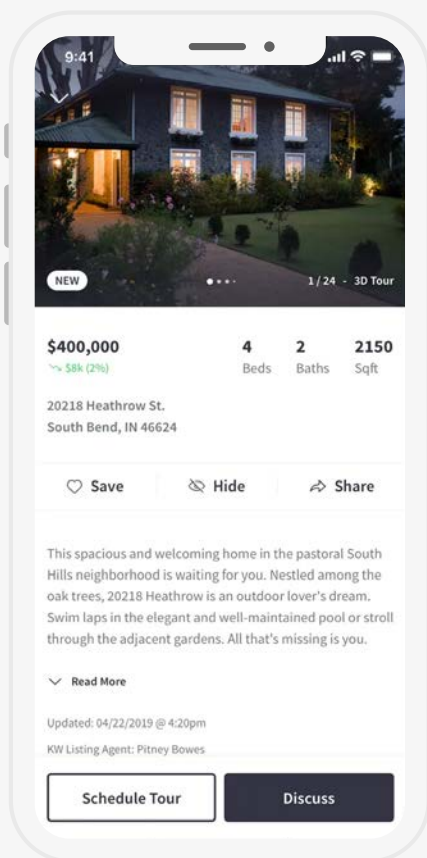 9:41
NEW
1/24 - 3D Tour
$400,000 4 2 2150
$8k (2%) Beds Baths Sqft
20218 Heathrow St.
South Bend, IN 46624
Save Hide Share
This spacious and welcoming home in the pastoral South
Hills neighborhood is waiting for you. Nestled among the
oak trees, 20218 Heathrow is an outdoor lover's dream.
Swim laps in the elegant and well-maintained pool or stroll
through the adjacent gardens. All that's missing is you.
Read More
Updated: 04/22/2019 @ 4:20pm
KW Listing Agent: Pitney Bowes
Schedule Tour Discuss